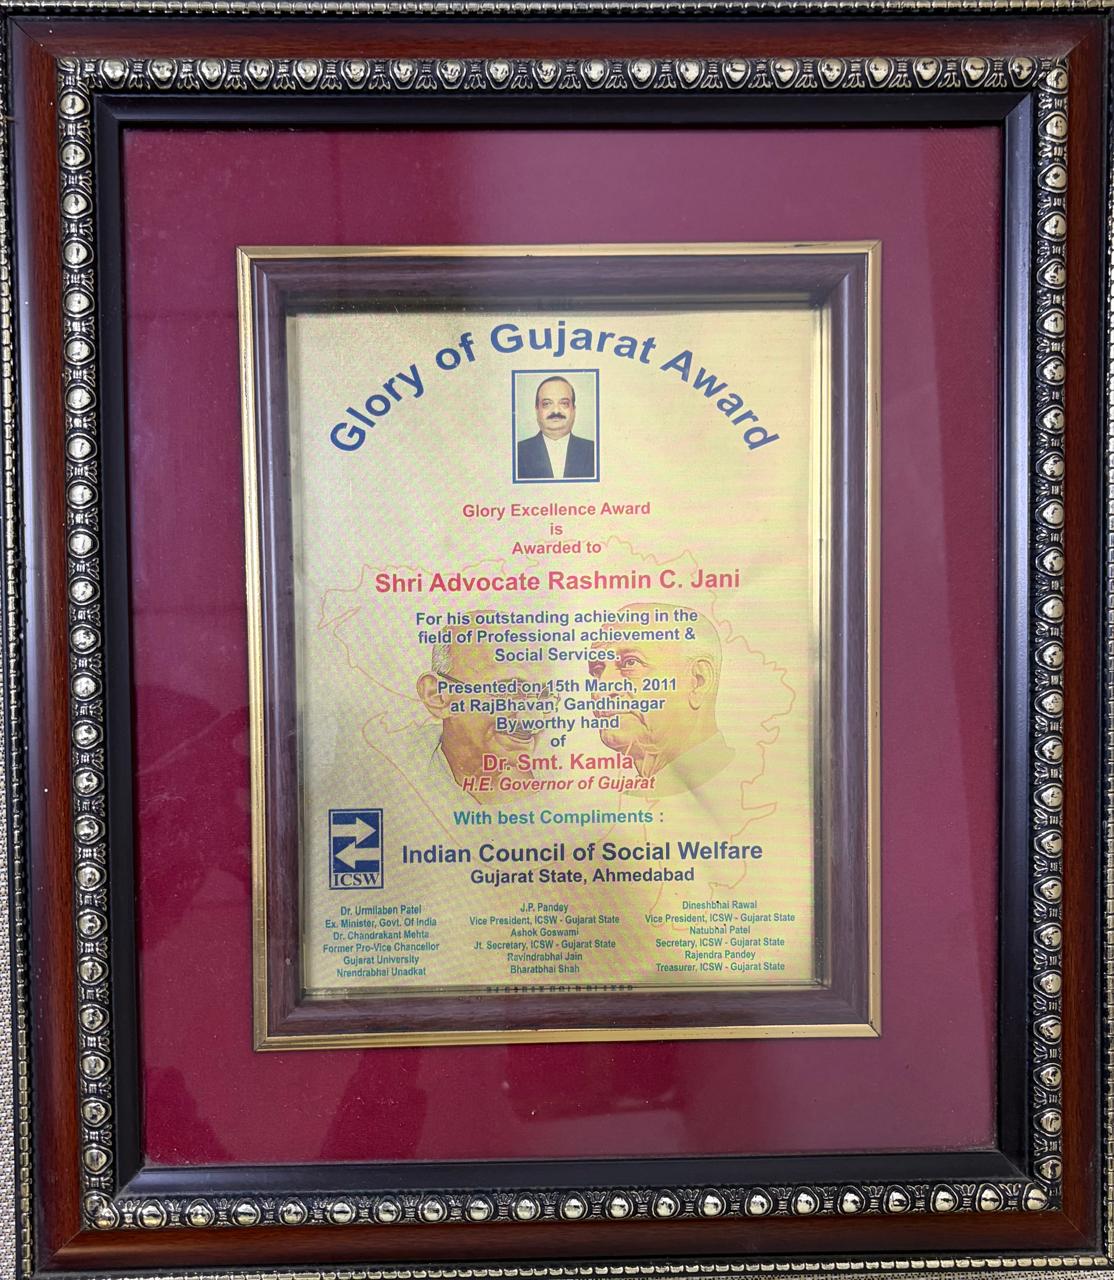 Glory of Gujarat Award
Glory Excellence Award
is
Awarded to
Shri Advocate Rashmin C. Jani
For his outstanding achieving in the
field of Professional achievement &
Social Services.
Presented on 15th March, 2011
at RajBhavan, Gandhinagar
By worthy hand
of
Dr. Smt. Kamla
H.E. Governor of Gujarat
With best Compliments :
ICSW
Indian Council of Social Welfare
Gujarat State, Ahmedabad
Dr. Urmilaben Patel
Ex. Minister, Govt. Of India
Dr. Chandrakant Mehta
Former Pro-Vice Chancellor
Gujarat University
Nrendrabhai Unadkat
J.P. Pandey
Vice President, ICSW - Gujarat State
Ashok Goswami
Jt. Secretary, ICSW - Gujarat State
Ravindrabhai Jain
Bharatbhai Shah
Dineshbhai Rawal
Vice President, ICSW - Gujarat State
Natubhai Patel
Secretary, ICSW - Gujarat State
Rajendra Pandey
Treasurer, ICSW - Gujarat State